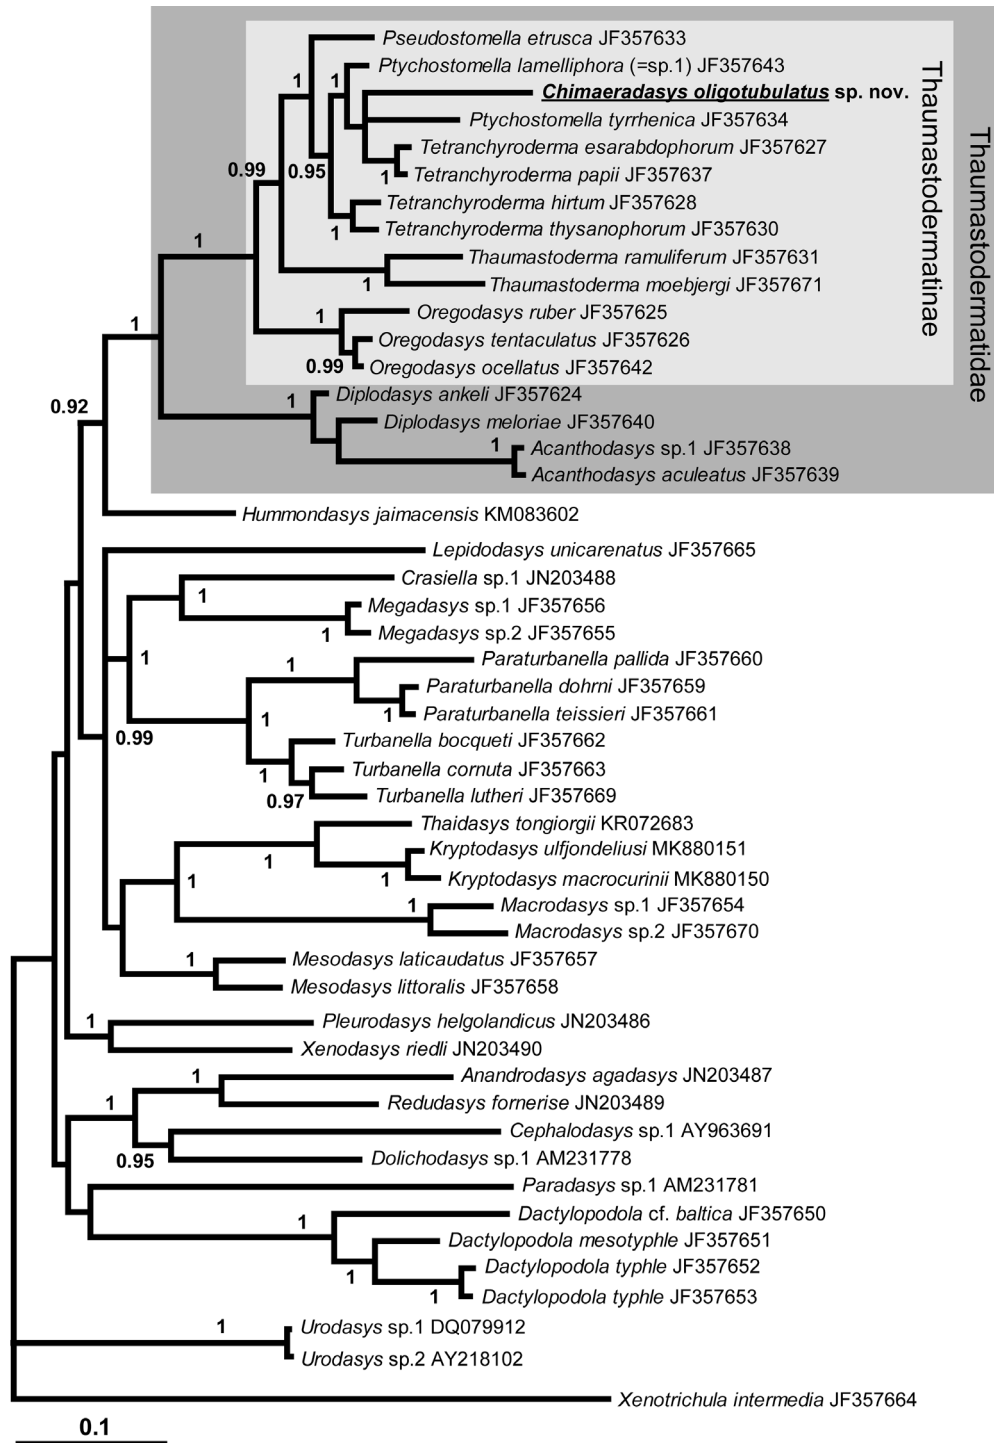 Pseudostomella etrusca JF357633
1
1
Ptychostomella lamelliphora (=sp.1) JF357643
Chimaeradasys oligotubulatus sp. nov.
Ptychostomella tyrrhenica JF357634
Tetranchyroderma esarabdophorum JF357627
0.99
0.95
1
Tetranchyroderma papii JF357637
Tetranchyroderma hirtum JF357628
1
Tetranchyroderma thysanophorum JF357630
1
Thaumastoderma ramuliferum JF357631
1
Thaumastoderma moebjergi JF357671
Thaumastodermatinae
Thaumastodermatidae
1
1
Oregodasys ruber JF357625
Oregodasys tentaculatus JF357626
0.99
Oregodasys ocellatus JF357642
Diplodasys ankeli JF357624
1
0.92
Diplodasys meloriae JF357640
1
Acanthodasys sp.1 JF357638
Acanthodasys aculeatus JF357639
Hummondasys jaimacensis KM083602
Lepidodasys unicarenatus JF357665
Crasiella sp.1 JN203488
1
Megadasys sp.1 JF357656
1
Megadasys sp.2 JF357655
1
1
Paraturbanella pallida JF357660
Paraturbanella dohrni JF357659
1
1
Paraturbanella teissieri JF357661
0.99
Turbanella bocqueti JF357662
1
Turbanella cornuta JF357663
0.97
Turbanella lutheri JF357669
Thaidasys tongiorgii KR072683
1
Kryptodasys ulfjondeliusi MK880151
1
1
Kryptodasys macrocurinii MK880150
1
Macrodasys sp.1 JF357654
Macrodasys sp.2 JF357670
1
Mesodasys laticaudatus JF357657
Mesodasys littoralis JF357658
1
Pleurodasys helgolandicus JN203486
Xenodasys riedli JN203490
1
Anandrodasys agadasys JN203487
1
Redudasys fornerise JN203489
Cephalodasys sp.1 AY963691
0.95
Dolichodasys sp.1 AM231778
Paradasys sp.1 AM231781
1
Dactylopodola cf. baltica JF357650
Dactylopodola mesotyphle JF357651
1
Dactylopodola typhle JF357652
1
Dactylopodola typhle JF357653
1
Urodasys sp.1 DQ079912
Urodasys sp.2 AY218102
Xenotrichula intermedia JF357664
0.1